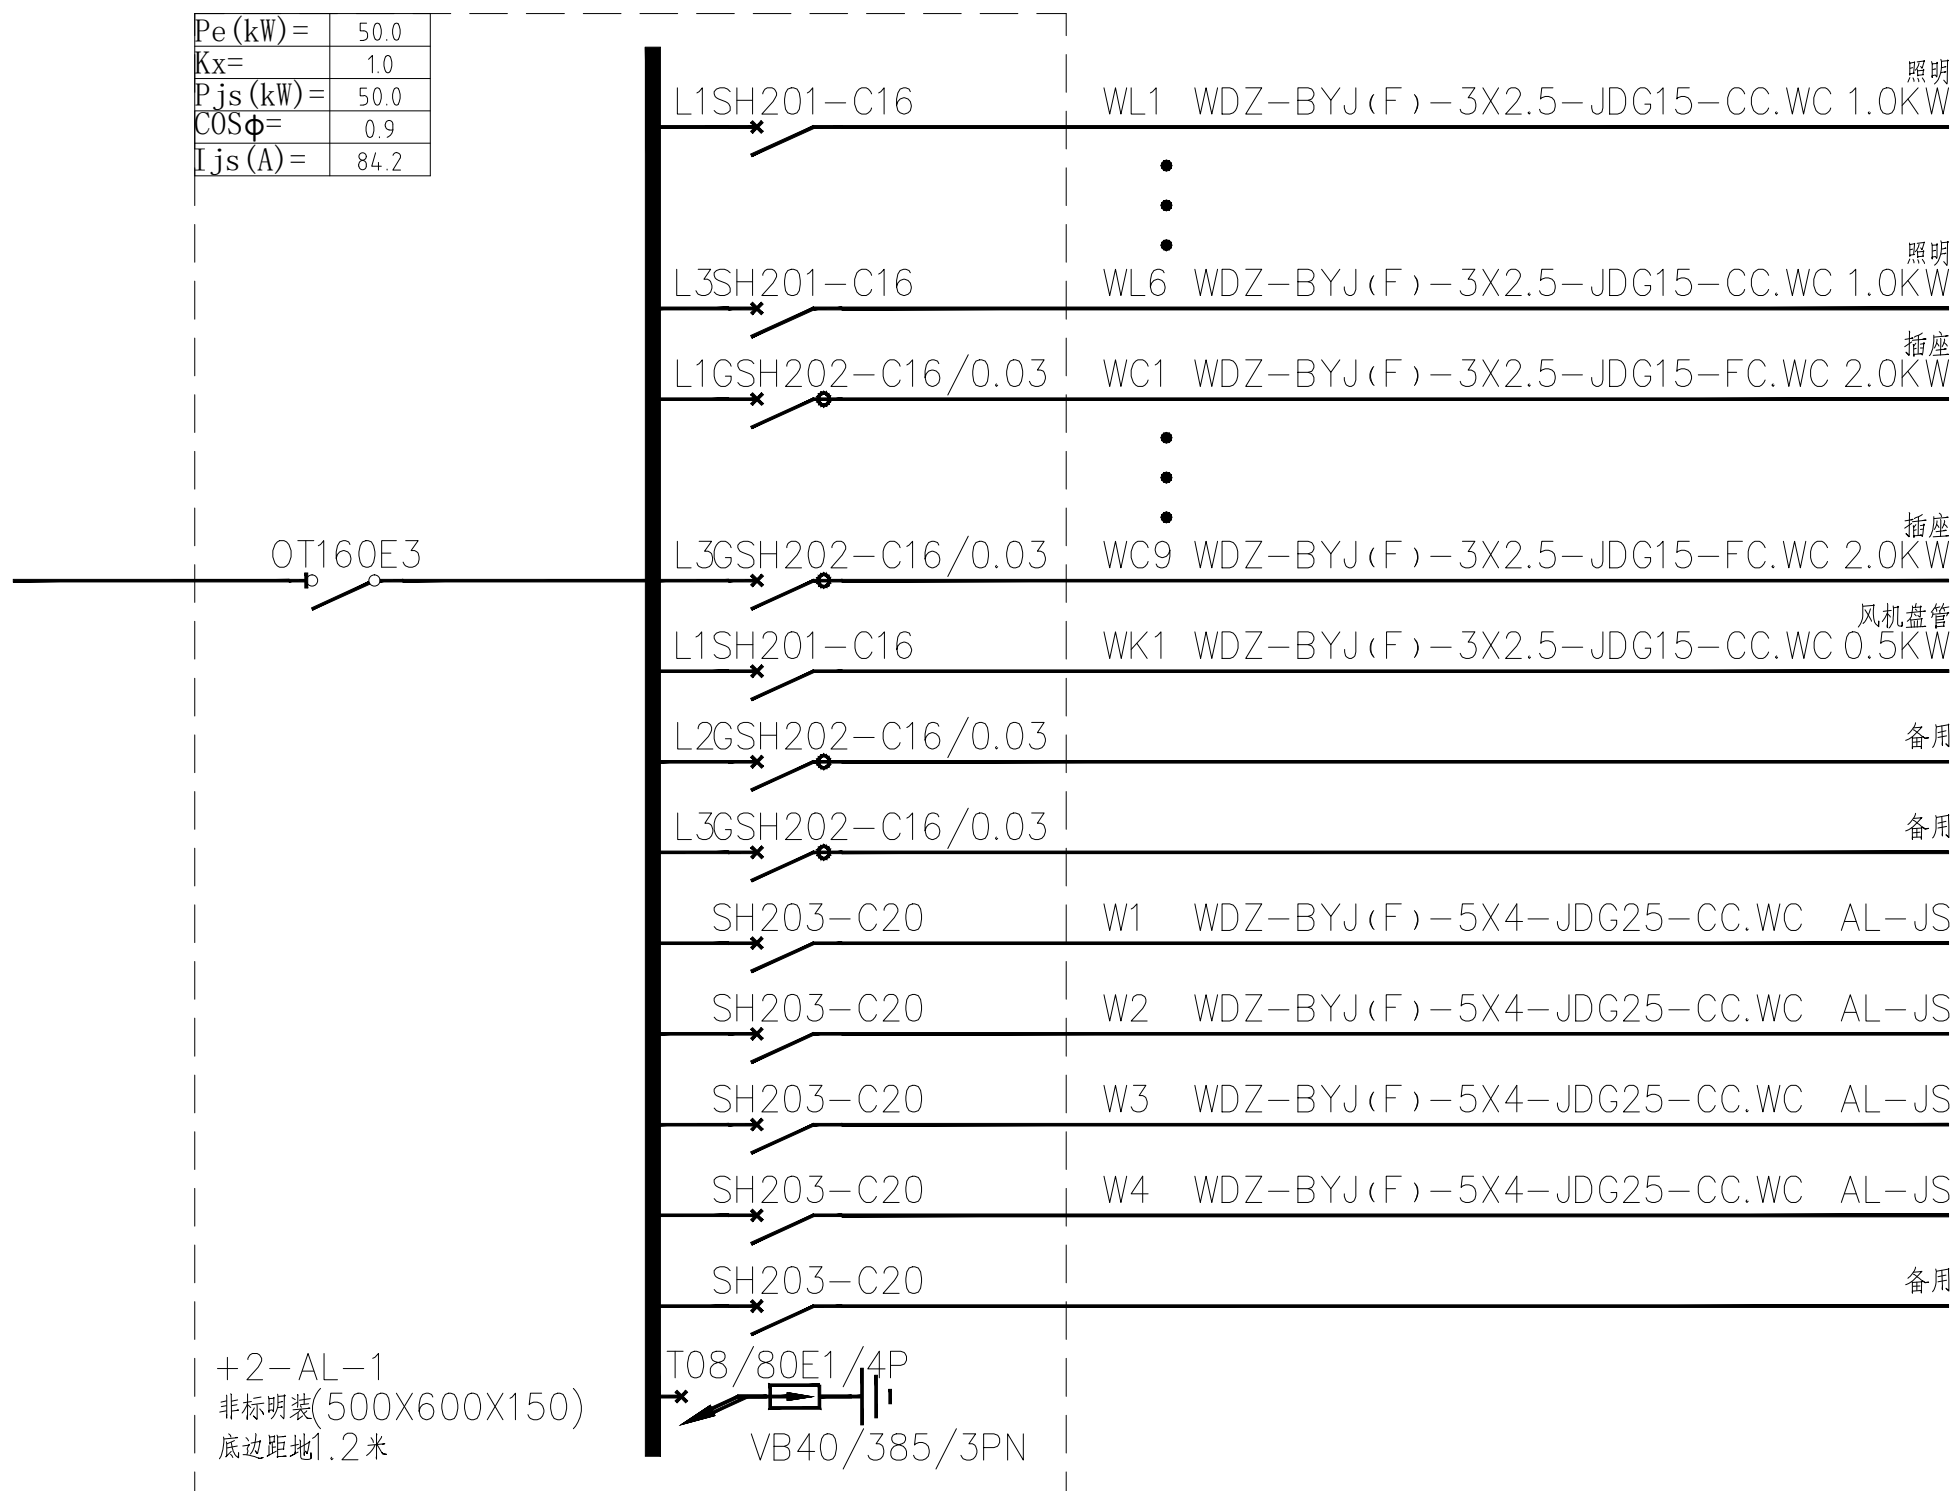 Pe(kW)= 50.0
Kx= 1.0
Pjs(kW)= 50.0
COSφ= 0.9
Ijs(A)= 84.2
照明
L1SH201-C16 WL1 WDZ-BYJ(F)-3X2.5-JDG15-CC.WC 1.0KW
照明
L3SH201-C16 WL6 WDZ-BYJ(F)-3X2.5-JDG15-CC.WC 1.0KW
插座
L1GSH202-C16/0.03 WC1 WDZ-BYJ(F)-3X2.5-JDG15-FC.WC 2.0KW
插座
OT160E3 L3GSH202-C16/0.03 WC9 WDZ-BYJ(F)-3X2.5-JDG15-FC.WC 2.0KW
风机盘管
L1SH201-C16 WK1 WDZ-BYJ(F)-3X2.5-JDG15-CC.WC 0.5KW
L2GSH202-C16/0.03 备用
L3GSH202-C16/0.03 备用
SH203-C20 W1 WDZ-BYJ(F)-5X4-JDG25-CC.WC AL-JS
SH203-C20 W2 WDZ-BYJ(F)-5X4-JDG25-CC.WC AL-JS
SH203-C20 W3 WDZ-BYJ(F)-5X4-JDG25-CC.WC AL-JS
SH203-C20 W4 WDZ-BYJ(F)-5X4-JDG25-CC.WC AL-JS
SH203-C20 备用
+2-AL-1
非标明装(500X600X150)
底边距地1.2米
T08/80E1/4P
VB40/385/3PN